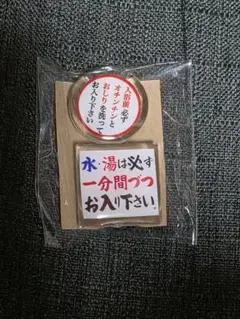 入浴前必ず
オチンチンと
おしりを洗って
お入り下さい
水・湯は必ず
一分間づつ
お入り下さい。